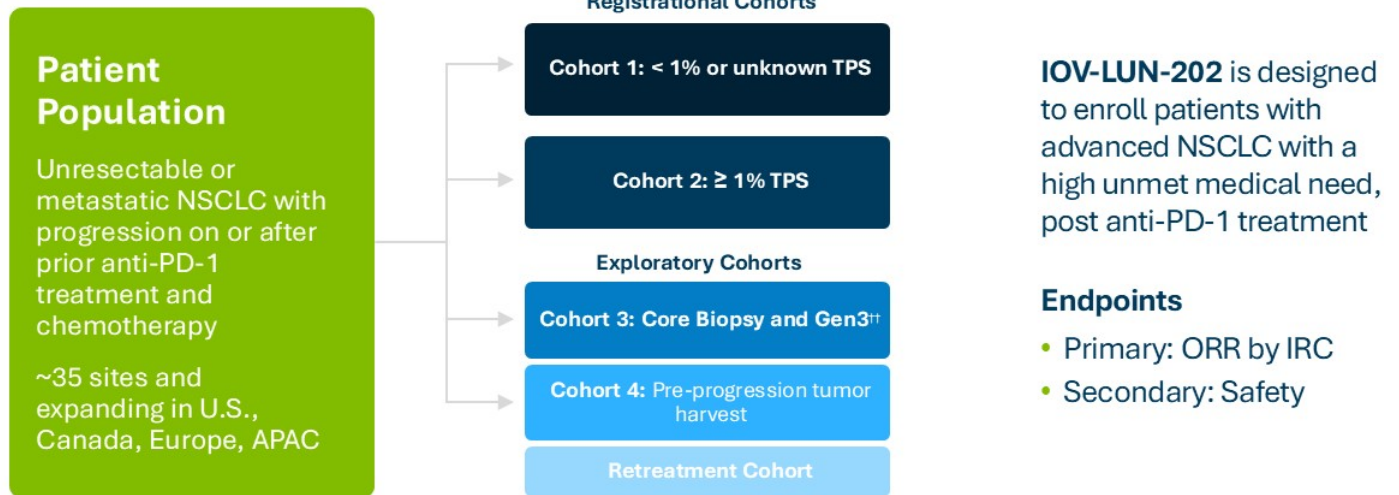 Patient
Population
Unresectable or
metastatic NSCLC with
progression on or after
prior anti-PD-1
treatment and
chemotherapy
~35 sites and
expanding in U.S.,
Canada, Europe, APAC
Registrational Cohorts
Cohort 1: < 1% or unknown TPS
Cohort 2: ≥ 1% TPS
Exploratory Cohorts
Cohort 3: Core Biopsy and Gen3††
Cohort 4: Pre-progression tumor
harvest
Retreatment Cohort
IOV-LUN-202 is designed
to enroll patients with
advanced NSCLC with a
high unmet medical need,
post anti-PD-1 treatment
Endpoints
• Primary: ORR by IRC
• Secondary: Safety